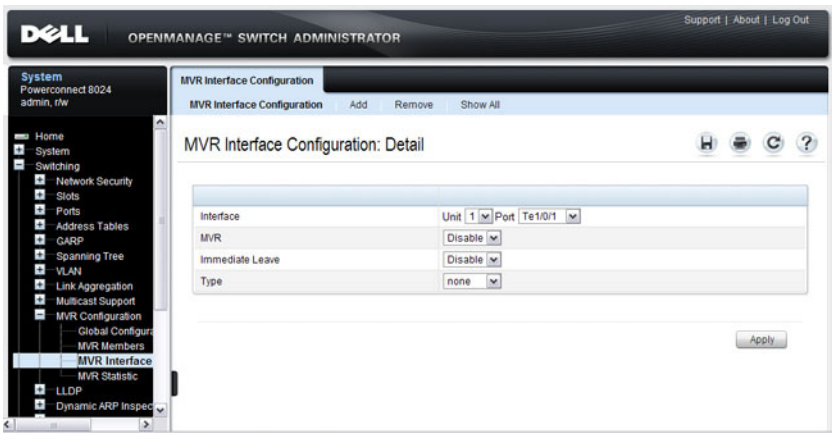 Support | About | Log Out
DELL OPENMANAGE™ SWITCH ADMINISTRATOR
System
Powerconnect 8024
admin, r/w
Home
System
Switching
Network Security
Slots
Ports
Address Tables
GARP
Spanning Tree
VLAN
Link Aggregation
Multicast Support
MVR Configuration
Global Configura
MVR Members
MVR Interface
MVR Statistic
LLDP
Dynamic ARP Inspec
MVR Interface Configuration
MVR Interface Configuration Add Remove Show All
MVR Interface Configuration: Detail
Interface Unit 1 Port Te1/0/1
MVR Disable
Immediate Leave Disable
Type none
Apply